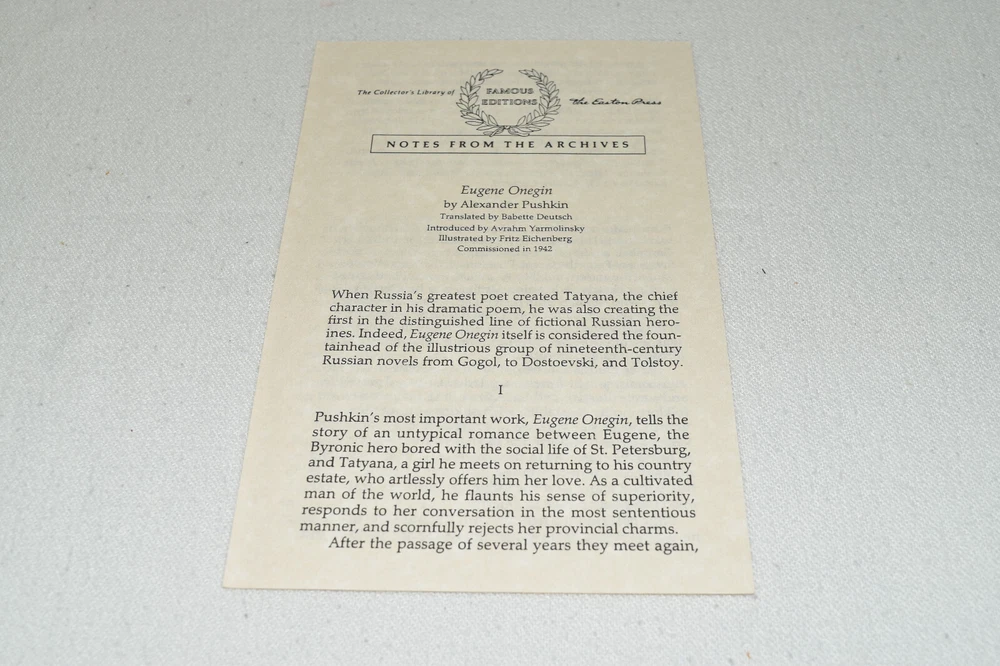 The Collector's Library of
FAMOUS
EDITIONS
The Easton Press
NOTES FROM THE ARCHIVES
Eugene Onegin
by Alexander Pushkin
Translated by Babette Deutsch
Introduced by Avrahm Yarmolinsky
Illustrated by Fritz Eichenberg
Commissioned in 1942
When Russia's greatest poet created Tatyana, the chief
character in his dramatic poem, he was also creating the
first in the distinguished line of fictional Russian hero-
ines. Indeed, Eugene Onegin itself is considered the foun-
tainhead of the illustrious group of nineteenth-century
Russian novels from Gogol, to Dostoevski, and Tolstoy.
I
Pushkin's most important work, Eugene Onegin, tells the
story of an untypical romance between Eugene, the
Byronic hero bored with the social life of St. Petersburg,
and Tatyana, a girl he meets on returning to his country
estate, who artlessly offers him her love. As a cultivated
man of the world, he flaunts his sense of superiority,
responds to her conversation in the most sententious
manner, and scornfully rejects her provincial charms.
After the passage of several years they meet again,